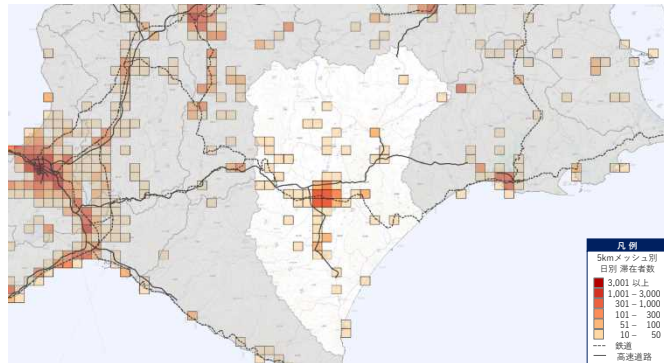 凡 例
5kmメッシュ別
日別 滞在者数
3,001 以上
1,001 – 3,000
301 – 1,000
101 – 300
51 – 100
10 – 50
鉄道
高速道路